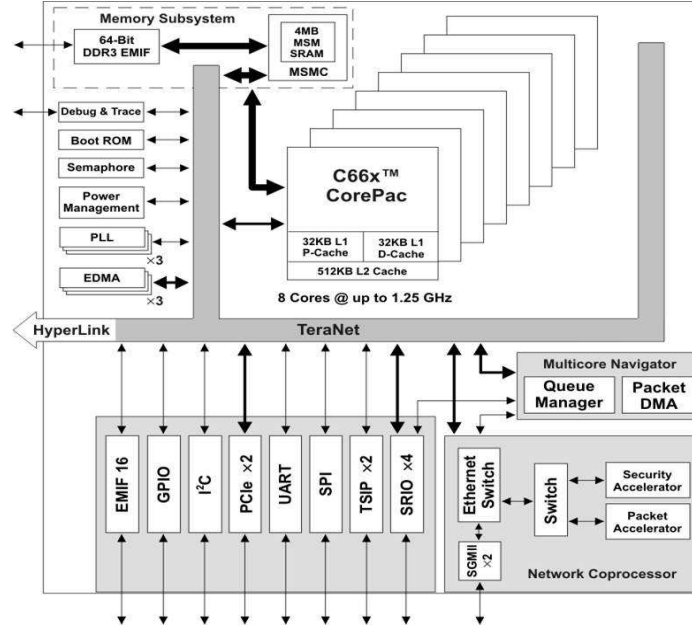 Memory Subsystem
64-Bit
DDR3 EMIF
4MB
MSM
SRAM
MSMC
Debug & Trace
Boot ROM
Semaphore
Power
Management
PLL
×3
EDMA
×3
C66x™
CorePac
32KB L1
P-Cache
32KB L1
D-Cache
512KB L2 Cache
8 Cores @ up to 1.25 GHz
HyperLink
TeraNet
Multicore Navigator
Queue
Manager
Packet
DMA
EMIF 16
GPIO
I²C
PCIe ×2
UART
SPI
TSIP ×2
SRIO ×4
Ethernet
Switch
Switch
Security
Accelerator
Packet
Accelerator
SGMII
×2
Network Coprocessor